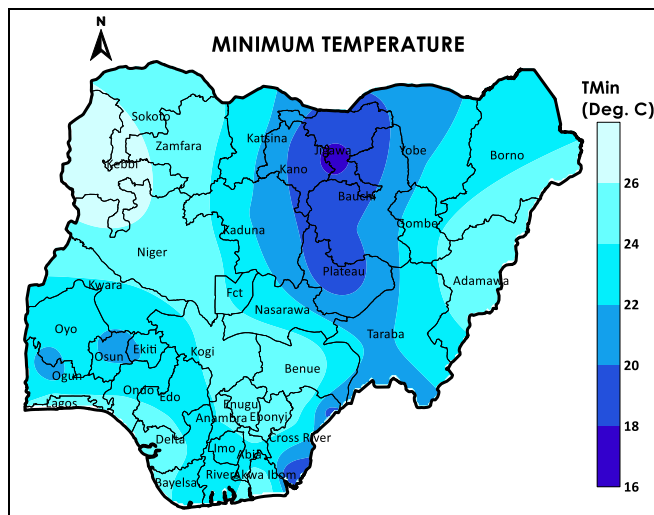 N
MINIMUM TEMPERATURE
TMin
(Deg. C)
26
24
22
20
18
16
Sokoto
Zamfara
Katsina
Jigawa
Yobe
Borno
Kebbi
Kano
Bauchi
Gombe
Kaduna
Niger
Plateau
Adamawa
Fct
Kwara
Nasarawa
Oyo
Taraba
Osun
Ekiti
Kogi
Benue
Ogun
Lagos
Ondo
Edo
Enugu
Anambra
Ebonyi
Delta
Cross River
Imo
Abia
Bayelsa
River
Akwa Ibom